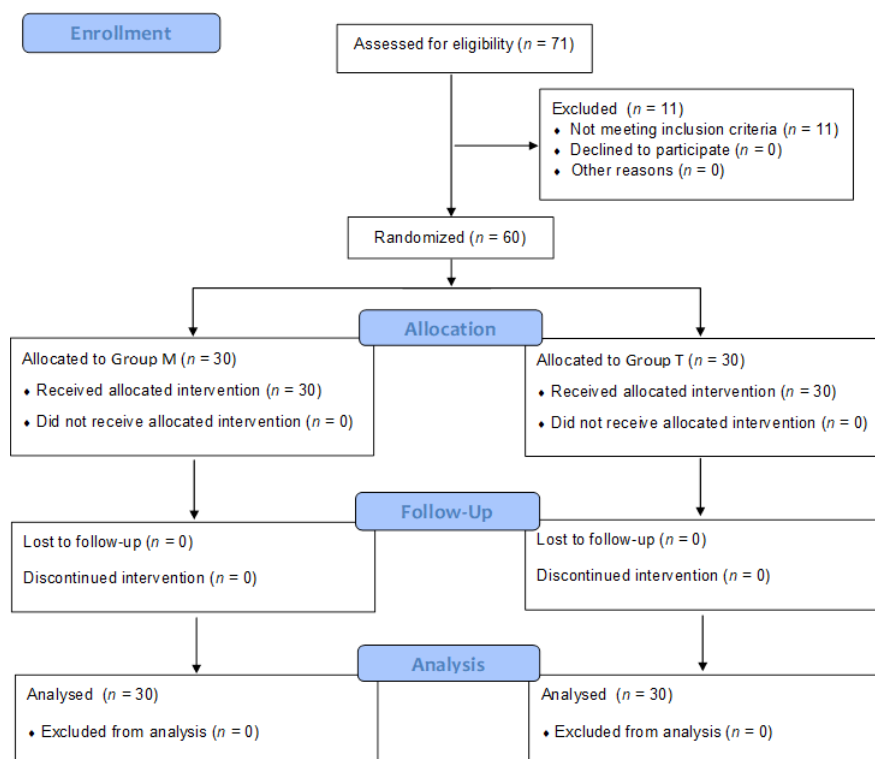 Enrollment
Assessed for eligibility (n = 71)
Excluded (n = 11)
♦ Not meeting inclusion criteria (n = 11)
♦ Declined to participate (n = 0)
♦ Other reasons (n = 0)
Randomized (n = 60)
Allocation
Allocated to Group M (n = 30)
♦ Received allocated intervention (n = 30)
♦ Did not receive allocated intervention (n = 0)
Allocated to Group T (n = 30)
♦ Received allocated intervention (n = 30)
♦ Did not receive allocated intervention (n = 0)
Follow-Up
Lost to follow-up (n = 0)
Discontinued intervention (n = 0)
Lost to follow-up (n = 0)
Discontinued intervention (n = 0)
Analysis
Analysed (n = 30)
♦ Excluded from analysis (n = 0)
Analysed (n = 30)
♦ Excluded from analysis (n = 0)